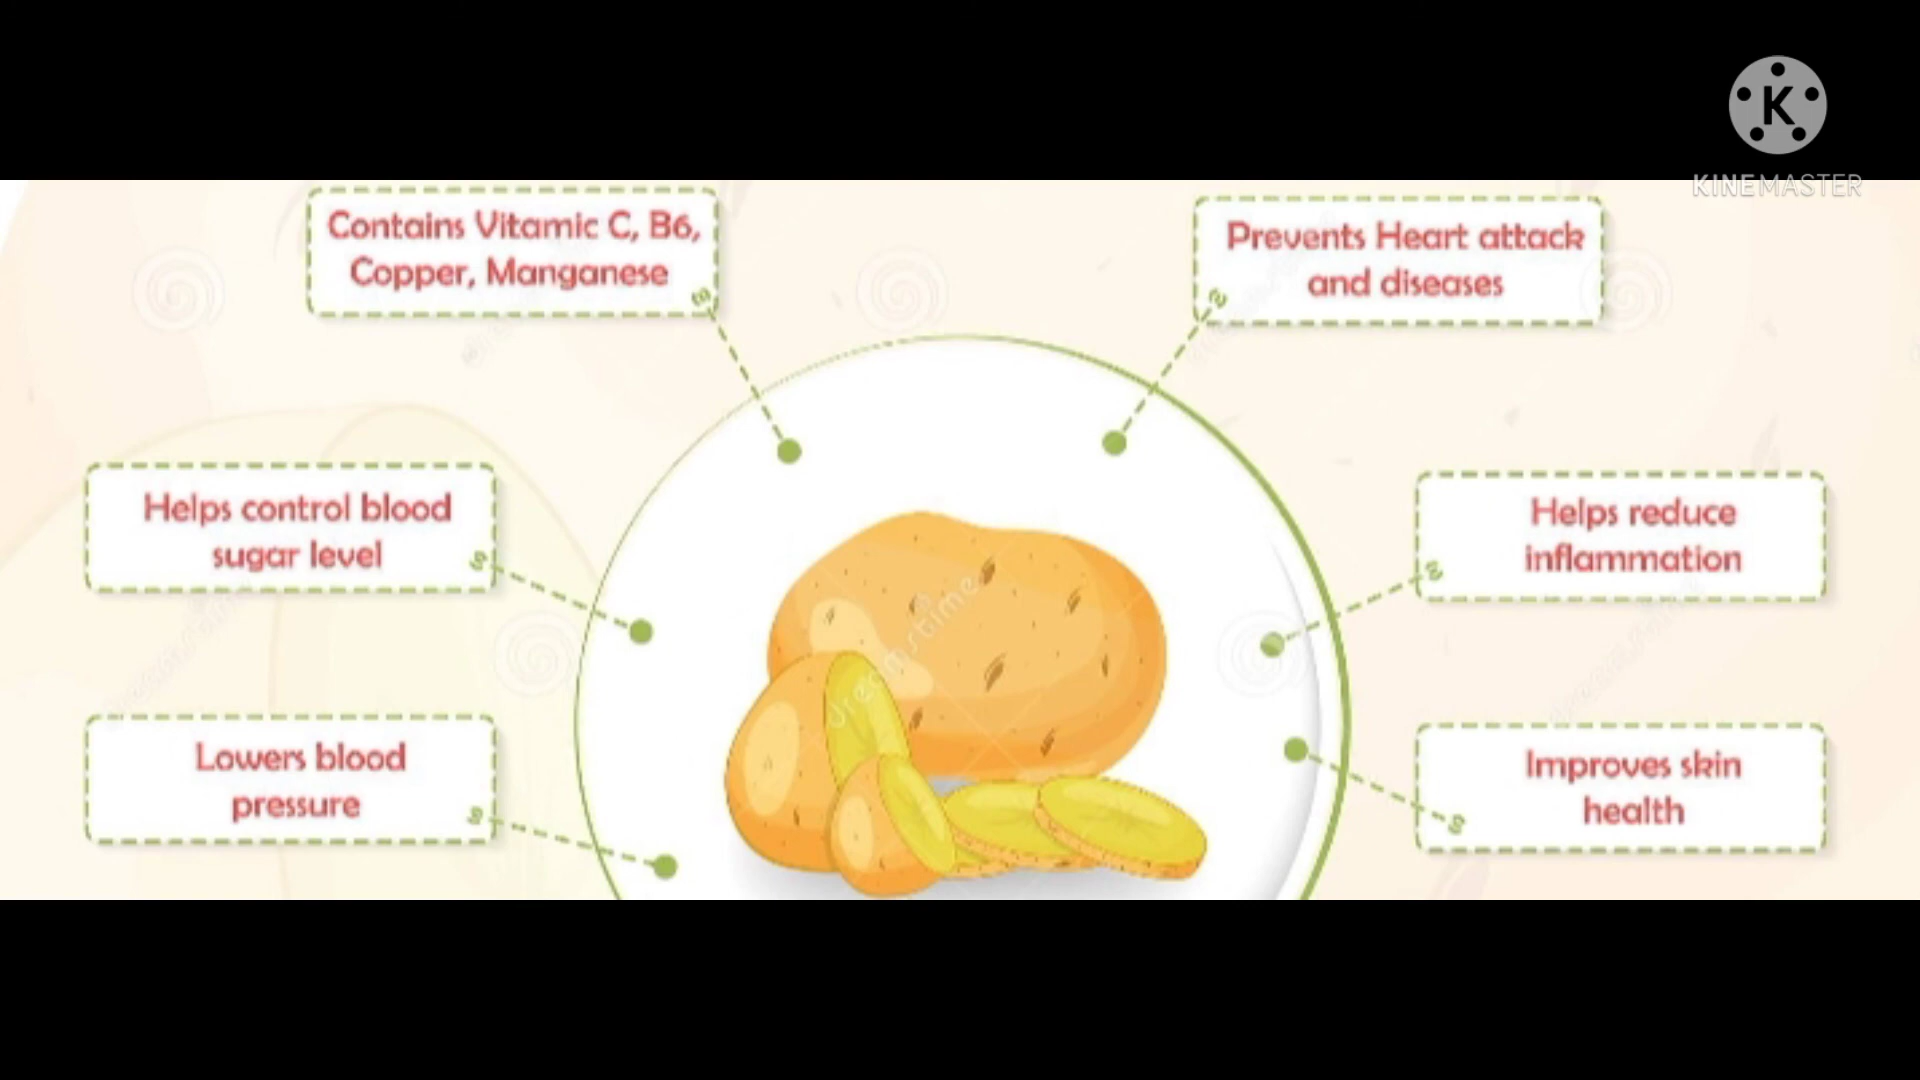 K
KINEMASTER
Contains Vitamic C, B6,
Copper, Manganese
Prevents Heart attack
and diseases
Helps control blood
sugar level
Helps reduce
inflammation
Lowers blood
pressure
Improves skin
health
dreamstime